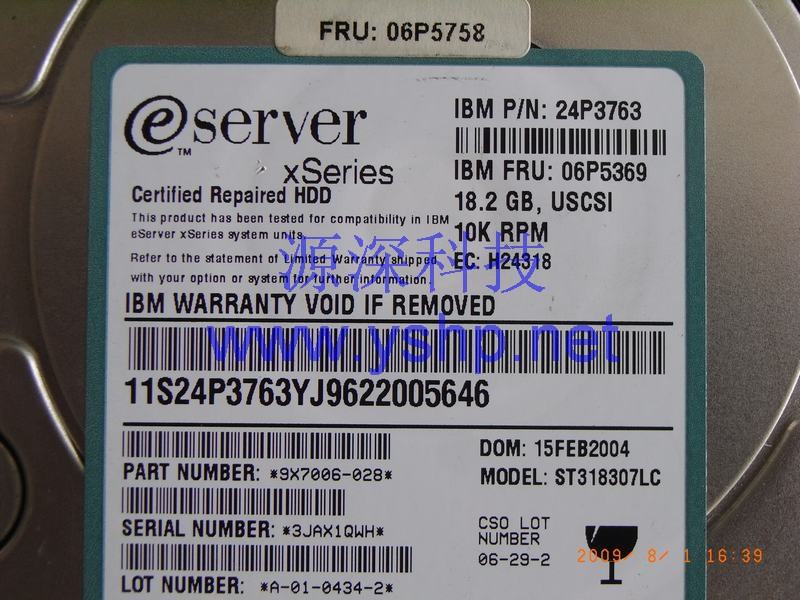 FRU: 06P5758
eserver
TM
xSeries
IBM P/N: 24P3763
IBM FRU: 06P5369
18.2 GB, USCSI
10K RPM
EC: H24318
Certified Repaired HDD
This product has been tested for compatibility in IBM
eServer xSeries system units.
Refer to the statement of Limited Warranty shipped
with your option or system for further information.
源深科技
IBM WARRANTY VOID IF REMOVED
www.yshp.net
11S24P3763YJ9622005646
DOM: 15FEB2004
PART NUMBER: *9X7006-028*
MODEL: ST318307LC
SERIAL NUMBER: *3JAX1QWH*
CSO LOT
NUMBER
06-29-2
LOT NUMBER: *A-01-0434-2*
2009/ 8/ 1 16:39